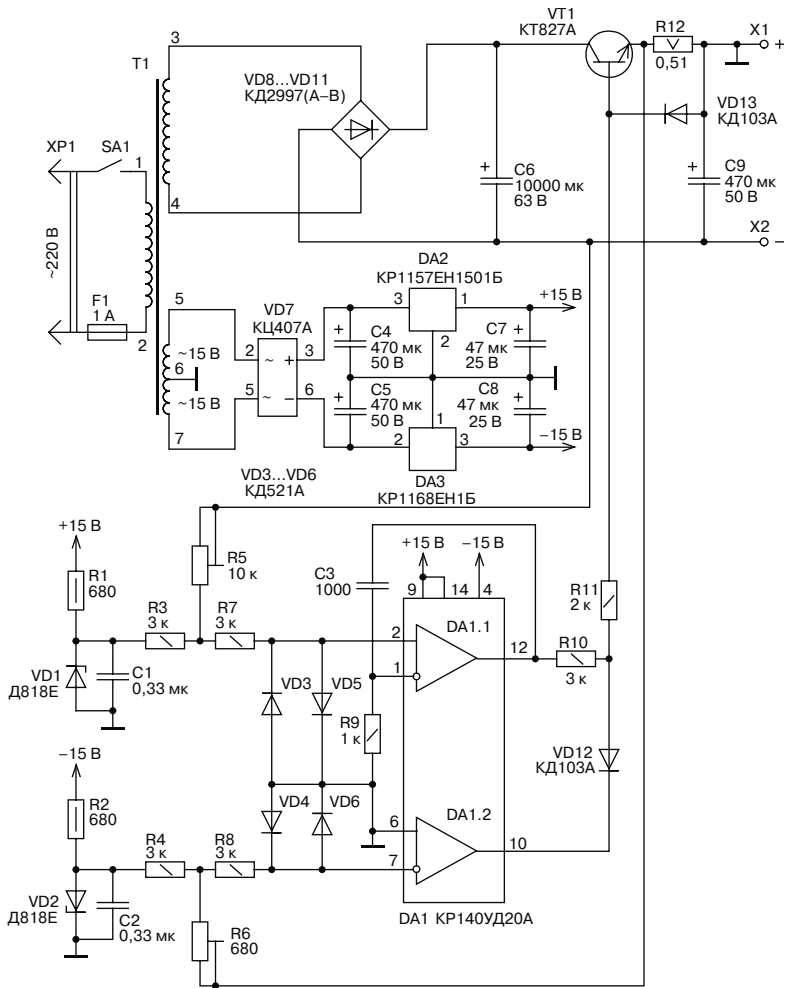 VT1
КТ827А
R12
0,51
X1
+
3
T1
VD8...VD11
КД2997(А–В)
VD13
КД103А
XP1
SA1
1
+
C6
10000 мк
63 В
+
C9
470 мк
50 В
4
X2
−
~220 В
F1
1 А
2
DA2
КР1157ЕН1501Б
5
VD7
КЦ407А
3
1
+15 В
~15 В
6
~15 В
2
~
+
3
5
~
−
6
+
C4
470 мк
50 В
2
+
C7
47 мк
25 В
+
C5
470 мк
50 В
1
+
C8
47 мк
25 В
7
2
3
−15 В
DA3
КР1168ЕН1Б
VD3...VD6
КД521А
+15 В
R1
680
R5
10 к
C3
1000
+15 В
−15 В
9
14
4
R11
2 к
R3
3 к
R7
3 к
2
DA1.1
12
R10
3 к
VD1
Д818Е
C1
0,33 мк
VD3
VD5
1
R9
1 к
−15 В
VD12
КД103А
R2
680
VD4
VD6
DA1.2
R4
3 к
R8
3 к
6
7
10
VD2
Д818Е
C2
0,33 мк
R6
680
DA1 КР140УД20А